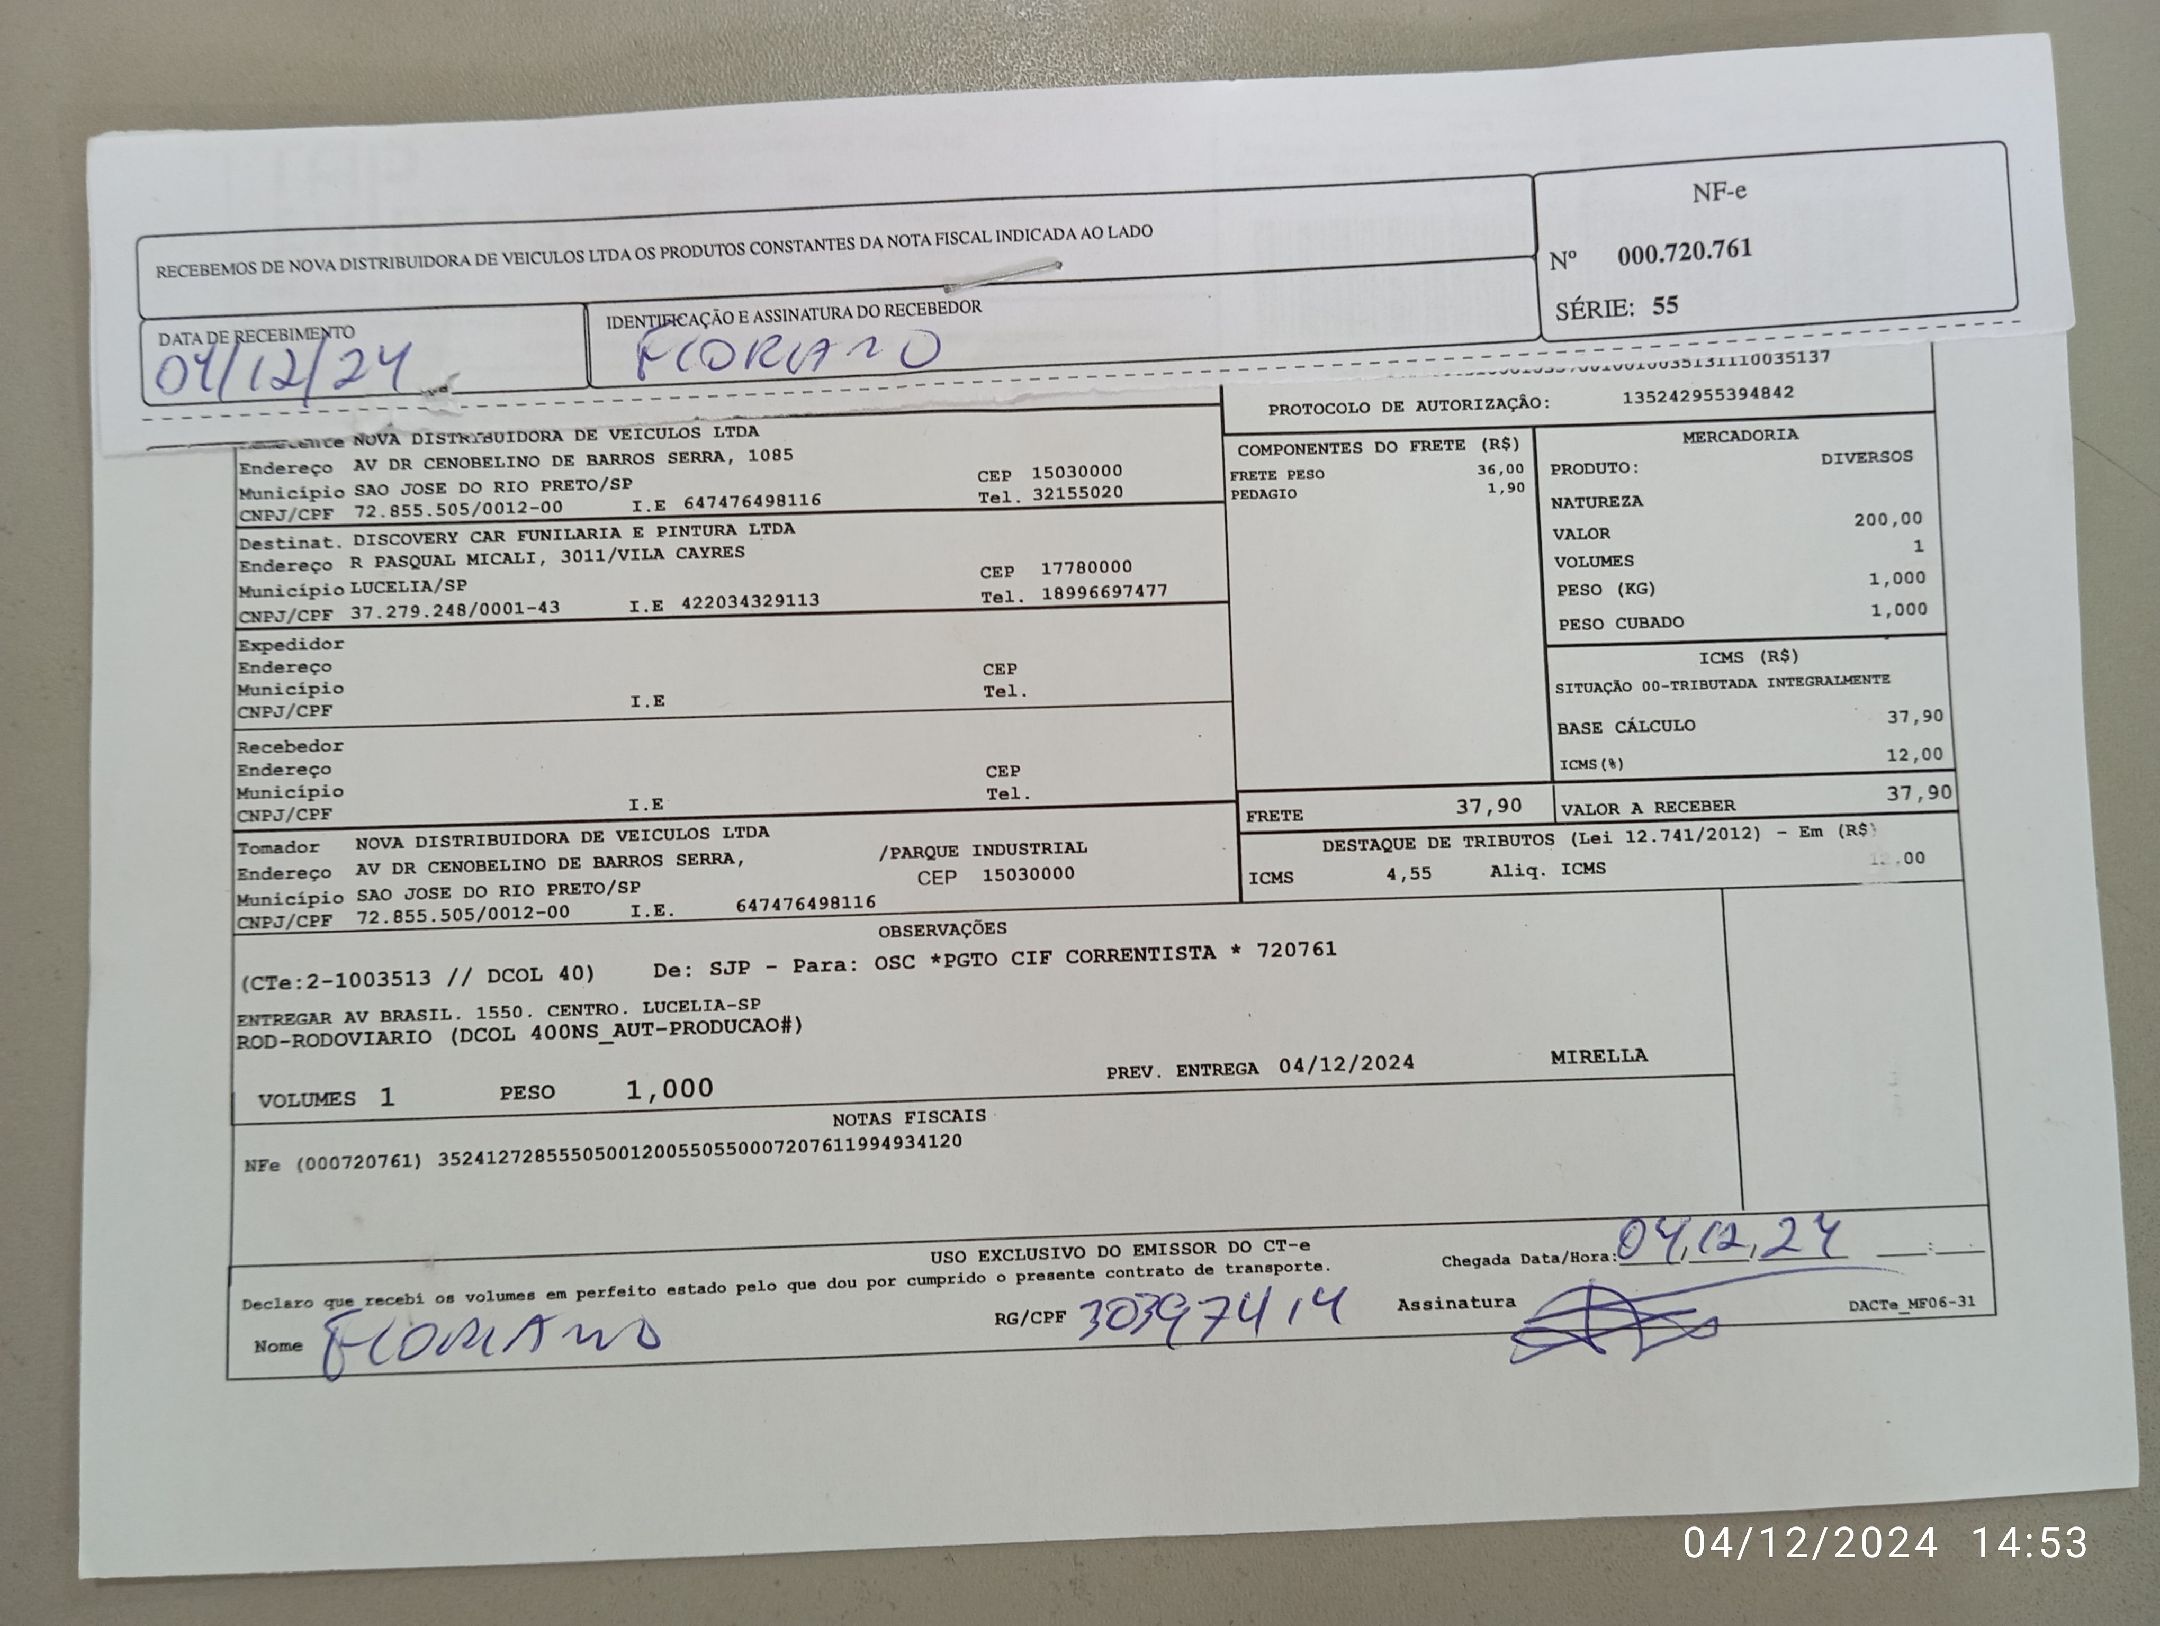 NF-e
RECEBEMOS DE NOVA DISTRIBUIDORA DE VEICULOS LTDA OS PRODUTOS CONSTANTES DA NOTA FISCAL INDICADA AO LADO
Nº 000.720.761
SÉRIE: 55
DATA DE RECEBIMENTO
04/12/24
IDENTIFICAÇÃO E ASSINATURA DO RECEBEDOR
FLORIANO
PROTOCOLO DE AUTORIZAÇÃO: 135242955394842
NOVA DISTRIBUIDORA DE VEICULOS LTDA
Endereço AV DR CENOBELINO DE BARROS SERRA, 1085
Município SAO JOSE DO RIO PRETO/SP CEP 15030000
CNPJ/CPF 72.855.505/0012-00 I.E 647476498116 Tel. 32155020
Destinat. DISCOVERY CAR FUNILARIA E PINTURA LTDA
Endereço R PASQUAL MICALI, 3011/VILA CAYRES
Município LUCELIA/SP CEP 17780000
CNPJ/CPF 37.279.248/0001-43 I.E 422034329113 Tel. 18996697477
Expedidor
Endereço
Município CEP
CNPJ/CPF I.E Tel.
Recebedor
Endereço
Município CEP
CNPJ/CPF I.E Tel.
Tomador NOVA DISTRIBUIDORA DE VEICULOS LTDA
Endereço AV DR CENOBELINO DE BARROS SERRA, /PARQUE INDUSTRIAL
Município SAO JOSE DO RIO PRETO/SP CEP 15030000
CNPJ/CPF 72.855.505/0012-00 I.E. 647476498116
COMPONENTES DO FRETE (R$)
FRETE PESO 36,00
PEDAGIO 1,90
MERCADORIA
PRODUTO: DIVERSOS
NATUREZA
VALOR 200,00
VOLUMES 1
PESO (KG) 1,000
PESO CUBADO 1,000
ICMS (R$)
SITUAÇÃO 00-TRIBUTADA INTEGRALMENTE
BASE CÁLCULO 37,90
ICMS(%) 12,00
FRETE 37,90 VALOR A RECEBER 37,90
DESTAQUE DE TRIBUTOS (Lei 12.741/2012) - Em (R$)
ICMS 4,55 Aliq. ICMS
OBSERVAÇÕES
(CTe:2-1003513 // DCOL 40) De: SJP - Para: OSC *PGTO CIF CORRENTISTA * 720761
ENTREGAR AV BRASIL. 1550. CENTRO. LUCELIA-SP
ROD-RODOVIARIO (DCOL 400NS_AUT-PRODUCAO#)
VOLUMES 1 PESO 1,000 PREV. ENTREGA 04/12/2024 MIRELLA
NOTAS FISCAIS
NFe (000720761) 35241272855505001200550550007207611994934120
USO EXCLUSIVO DO EMISSOR DO CT-e
Declaro que recebi os volumes em perfeito estado pelo que dou por cumprido o presente contrato de transporte.
Chegada Data/Hora: 04,12,24 __:__
Nome FLORIANO RG/CPF 30397414 Assinatura
DACTe_MF06-31
04/12/2024 14:53